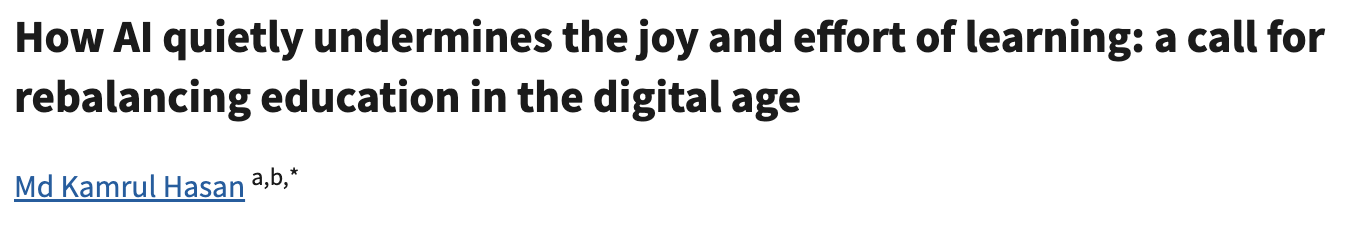 How AI quietly undermines the joy and effort of learning: a call for
rebalancing education in the digital age
Md Kamrul Hasan a,b,*